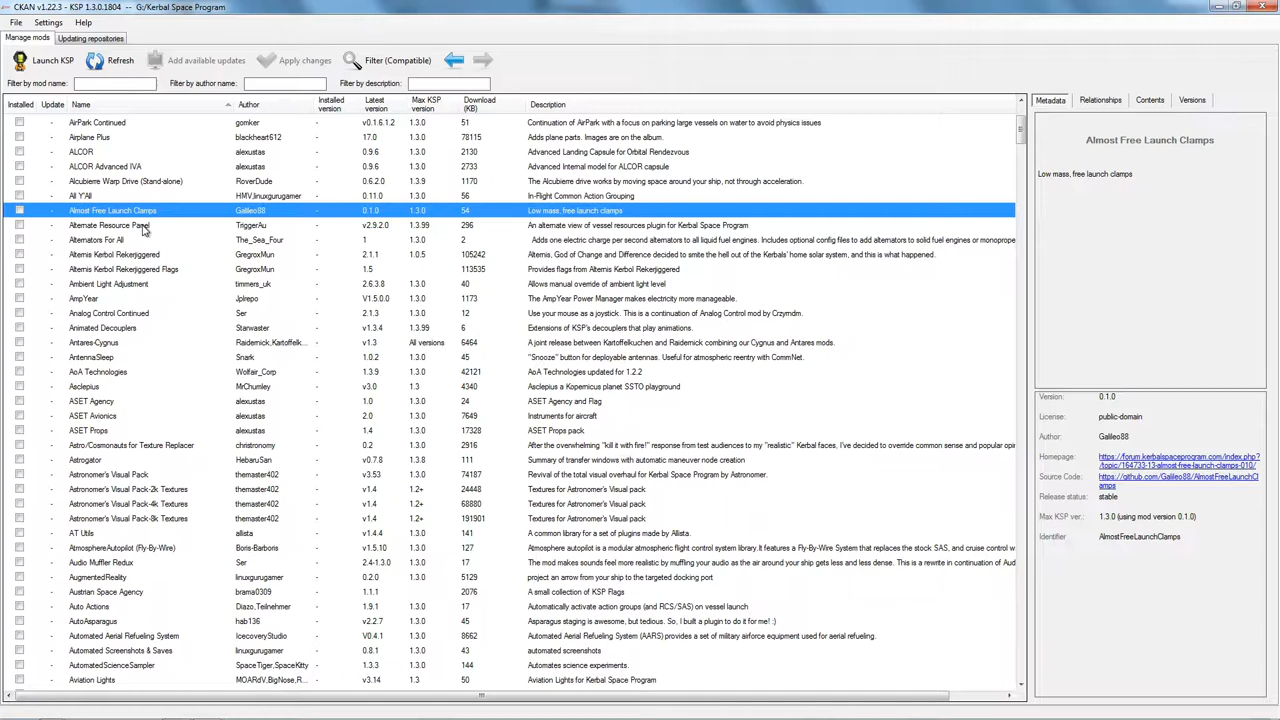 CKAN v1.22.3 - KSP 1.3.0.1804 -- G:/Kerbal Space Program
File Settings Help
Manage mods Updating repositories
Launch KSP Refresh Add available updates Apply changes Filter (Compatible)
Filter by mod name: Filter by author name: Filter by description:
Installed Update Name Author Installed version Latest version Max KSP version Download (KB) Description
AirPark Continued gomker - v0.1.6.1.2 1.3.0 51 Continuation of AirPark with a focus on parking large vessels on water to avoid physics issues
- Airplane Plus blackheart612 - 17.0 1.3.0 78115 Adds plane parts. Images are on the album.
- ALCOR alexustas - 0.9.6 1.3.0 2130 Advanced Landing Capsule for Orbital Rendezvous
- ALCOR Advanced IVA alexustas - 0.9.6 1.3.0 2733 Advanced Internal model for ALCOR capsule
- Alcubierre Warp Drive (Stand-alone) RoverDude - 0.6.2.0 1.3.9 1170 The Alcubierre drive works by moving space around your ship, not through acceleration.
- All Y'All HMV,linuxgurugamer - 0.11.0 1.3.0 56 In-Flight Common Action Grouping
- Almost Free Launch Clamps Galileo88 - 0.1.0 1.3.0 54 Low mass, free launch clamps
- Alternate Resource Panel TriggerAu - v2.9.2.0 1.3.99 296 An alternate view of vessels resources plugin for Kerbal Space Program
- Alternators For All The_Sea_Four - 1 1.3.0 2 Adds one electric charge per second alternators to all liquid fuel engines. Includes optional config files to add alternators to solid fuel engines or monoprope
- Alternis Kerbol Rekerjiggered GregroxMun - 2.1.1 1.0.5 105242 Alternis, God of Change and Difference decided to smite the hell out of the Kerbals' home solar system, and this is what happened.
- Alternis Kerbol Rekerjiggered Flags GregroxMun - 1.5 113535 Provides flags from Alternis Kerbol Rekerjiggered
- Ambient Light Adjustment timmers_uk - 2.6.3.8 1.3.0 40 Allows manual override of ambient light level
- AmpYear Jplrepo - V1.5.0.0 1.3.0 1173 The AmpYear Power Manager makes electricity more manageable.
- Analog Control Continued Ser - 2.1.3 1.3.0 12 Use your mouse as a joystick. This is a continuation of Analog Control mod by Crzymdm.
- Animated Decouplers Starwaster - v1.3.4 1.3.99 6 Extensions of KSP's decouplers that play animations.
- Antares-Cygnus Raidernick,Kartoffelk... - v1.3 All versions 6464 A joint release between Kartoffelkuchen and Raidernick combining our Cygnus and Antares mods.
- AntennaSleep Snark - 1.0.2 1.3.0 45 "Snooze" button for deployable antennas. Useful for atmospheric reentry with CommNet.
- AoA Technologies Wolfair_Corp - 1.3.9 1.3.0 42121 AoA Technologies updated for 1.2.2
- Asclepius MrChumley - v3.0 1.3 4340 Asclepius a Kopernicus planet SSTO playground
- ASET Agency alexustas - 1.0 1.3.0 24 ASET Agency and Flag
- ASET Avionics alexustas - 2.0 1.3.0 7649 Instruments for aircraft
- ASET Props alexustas - 1.4 1.3.0 17328 ASET Props pack
- Astro/Cosmonauts for Texture Replacer christronomy - 0.2 1.3.0 2916 After the overwhelming "kill it with fire!" response from test audiences to my "realistic" Kerbal faces, I've decided to override common sense and popular opin
- Astrogator HebaruSan - v0.7.8 1.3 111 Summary of transfer windows with automatic maneuver node creation
- Astronomer's Visual Pack themaster402 - v3.53 1.3.0 74187 Revival of the total visual overhaul for Kerbal Space Program by Astronomer.
- Astronomer's Visual Pack-2k Textures themaster402 - v1.4 1.2+ 24448 Textures for Astronomer's Visual pack
- Astronomer's Visual Pack-4k Textures themaster402 - v1.4 1.2+ 68880 Textures for Astronomer's Visual pack
- Astronomer's Visual Pack-8k Textures themaster402 - v1.4 1.2+ 191901 Textures for Astronomer's Visual pack
- AT Utils allista - v1.4.4 1.3.0 141 A common library for a set of plugins made by Allista.
- AtmosphereAutopilot (Fly-By-Wire) Boris-Barboris - v1.5.10 1.3.0 127 Atmosphere autopilot is a modular atmospheric flight control system library.It features a Fly-By-Wire System that replaces the stock SAS, and cruise control w
- Audio Muffler Redux Ser - 2.4-1.3.0 1.3.0 17 The mod makes sounds feel more realistic by muffling your audio as the air around your ship gets less and less dense. This is a rewrite in continuation of Aud
- AugmentedReality linuxgurugamer - 0.2.0 1.3.0 5129 project an arrow from your ship to the targeted docking port
- Austrian Space Agency brama0309 - 1.1.1 1.3.0 2076 A small collection of KSP Flags
- Auto Actions Diazo,Teilnehmer - 1.9.1 1.3.0 17 Automatically activate action groups (and RCS/SAS) on vessel launch
- AutoAsparagus hab136 - v2.2.7 1.3.0 45 Asparagus staging is awesome, but tedious. So, I built a plugin to do it for me! :)
- Automated Aerial Refueling System IcecoveryStudio - V0.4.1 1.3.0 8662 Automated Aerial Refueling System (AARS) provides a set of military airforce equipment used for aerial refueling.
- Automated Screenshots & Saves linuxgurugamer - 0.8.1 1.3.0 43 automated screenshots
- AutomatedScienceSampler SpaceTiger,SpaceKitty - 1.3.3 1.3.0 144 Automates science experiments.
- Aviation Lights MOARdV,BigNose,R... - v3.14 1.3 50 Aviation Lights for Kerbal Space Program
Metadata Relationships Contents Versions
Almost Free Launch Clamps
Low mass, free launch clamps
Version: 0.1.0
License: public-domain
Author: Galileo88
Homepage: https://forum.kerbalspaceprogram.com/index.php?
/topic/164733-13-almost-free-launch-clamps-010/
Source Code: https://github.com/Galileo88/AlmostFreeLaunchCl
amps
Release status: stable
Max KSP ver.: 1.3.0 (using mod version 0.1.0)
Identifier AlmostFreeLaunchClamps